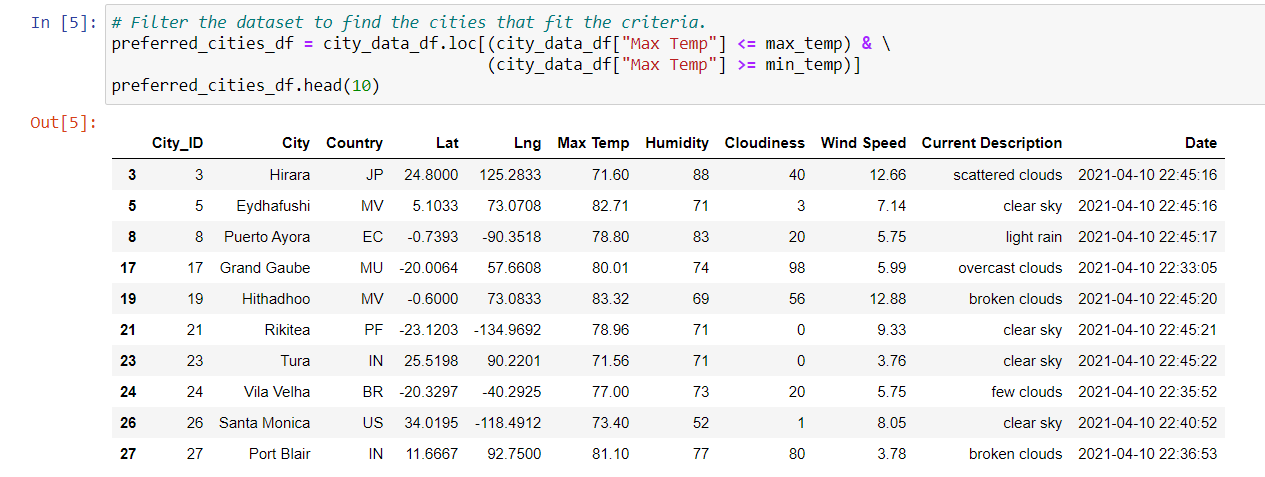 In [5]: # Filter the dataset to find the cities that fit the criteria.
preferred_cities_df = city_data_df.loc[(city_data_df["Max Temp"] <= max_temp) & \
(city_data_df["Max Temp"] >= min_temp)]
preferred_cities_df.head(10)
Out[5]:
City_ID City Country Lat Lng Max Temp Humidity Cloudiness Wind Speed Current Description Date
3 3 Hirara JP 24.8000 125.2833 71.60 88 40 12.66 scattered clouds 2021-04-10 22:45:16
5 5 Eydhafushi MV 5.1033 73.0708 82.71 71 3 7.14 clear sky 2021-04-10 22:45:16
8 8 Puerto Ayora EC -0.7393 -90.3518 78.80 83 20 5.75 light rain 2021-04-10 22:45:17
17 17 Grand Gaube MU -20.0064 57.6608 80.01 74 98 5.99 overcast clouds 2021-04-10 22:33:05
19 19 Hithadhoo MV -0.6000 73.0833 83.32 69 56 12.88 broken clouds 2021-04-10 22:45:20
21 21 Rikitea PF -23.1203 -134.9692 78.96 71 0 9.33 clear sky 2021-04-10 22:45:21
23 23 Tura IN 25.5198 90.2201 71.56 71 0 3.76 clear sky 2021-04-10 22:45:22
24 24 Vila Velha BR -20.3297 -40.2925 77.00 73 20 5.75 few clouds 2021-04-10 22:35:52
26 26 Santa Monica US 34.0195 -118.4912 73.40 52 1 8.05 clear sky 2021-04-10 22:40:52
27 27 Port Blair IN 11.6667 92.7500 81.10 77 80 3.78 broken clouds 2021-04-10 22:36:53